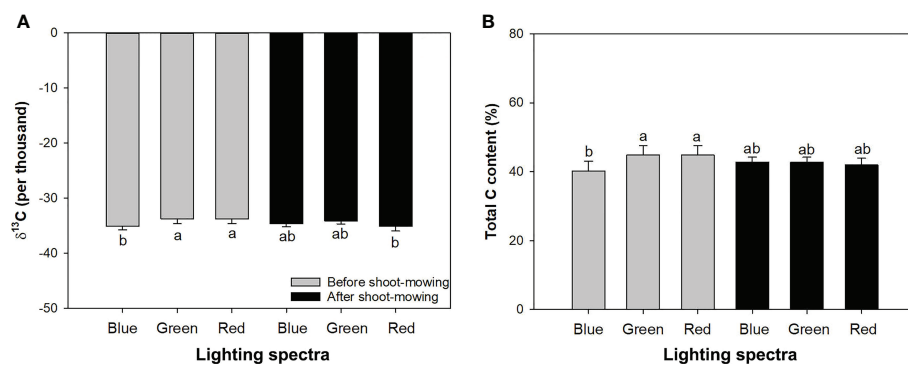 A
0
-10
-20
-30
-40
-50
δ13C (per thousand)
b
a
a
ab
ab
b
Before shoot-mowing
After shoot-mowing
Blue
Green
Red
Blue
Green
Red
Lighting spectra
B
80
60
40
20
0
Total C content (%)
b
a
a
ab
ab
ab
Blue
Green
Red
Blue
Green
Red
Lighting spectra